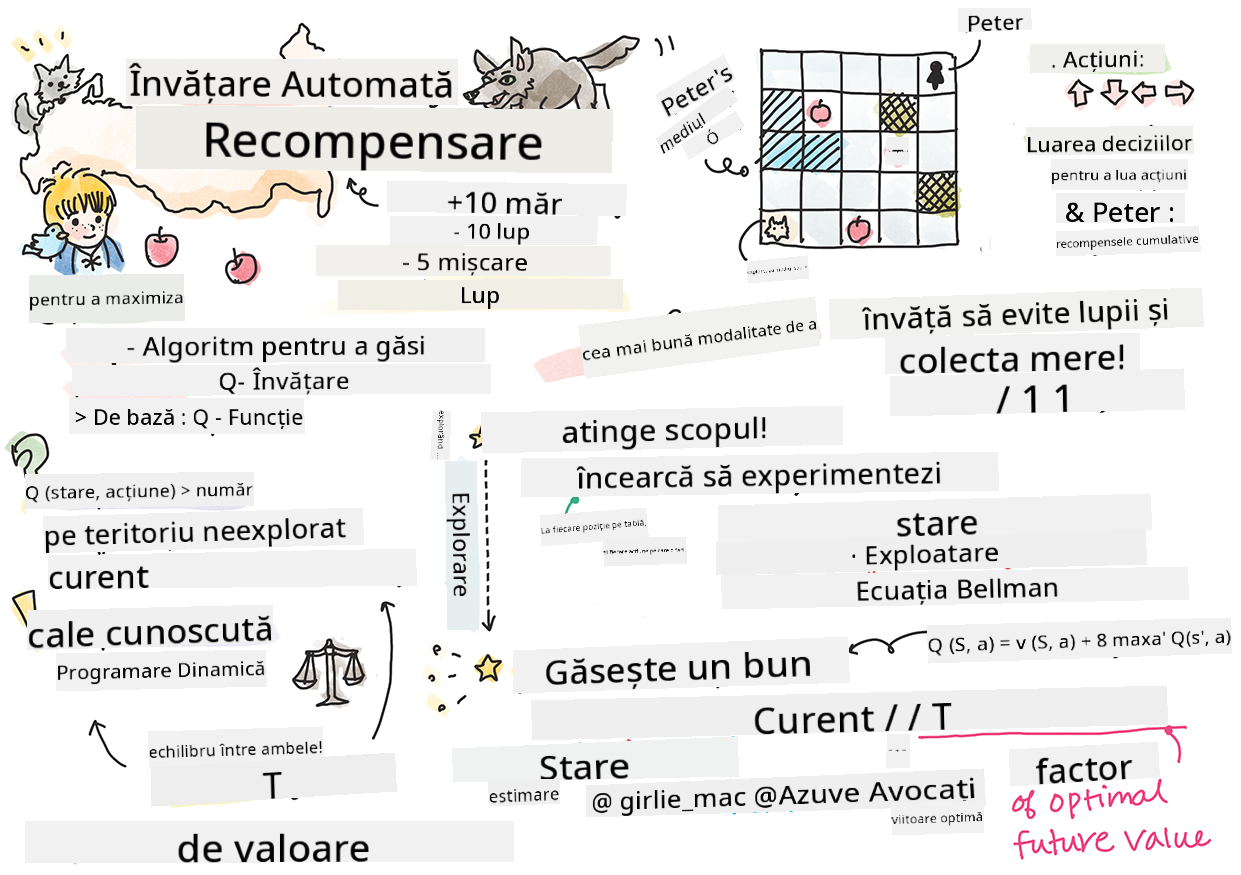 Învățare Automată
Recompensare
+10 măr
- 10 lup
- 5 mișcare
Lup
pentru a maximiza
- Algoritm pentru a găsi
Q- Învățare
> De bază : Q - Funcție
Q (stare, acțiune) > număr
pe teritoriu neexplorat
curent
cale cunoscută
Programare Dinamică
echilibru între ambele!
T
de valoare
Peter's
mediul
Peter
. Acțiuni:
Luarea deciziilor
pentru a lua acțiuni
& Peter :
recompensele cumulative
cea mai bună modalitate de a
învăță să evite lupii și
colecta mere!
/ 1 1
explorând ...
Explorare
atinge scopul!
încearcă să experimentezi
La fiecare poziție pe tablă,
stare
· Exploatare
Ecuația Bellman
Q (S, a) = v (S, a) + 8 maxa' Q(s', a)
Găsește un bun
Curent / / T
Stare
estimare
@ girlie_mac @Azuve Avocați
viitoare optimă
factor
of optimal
future value